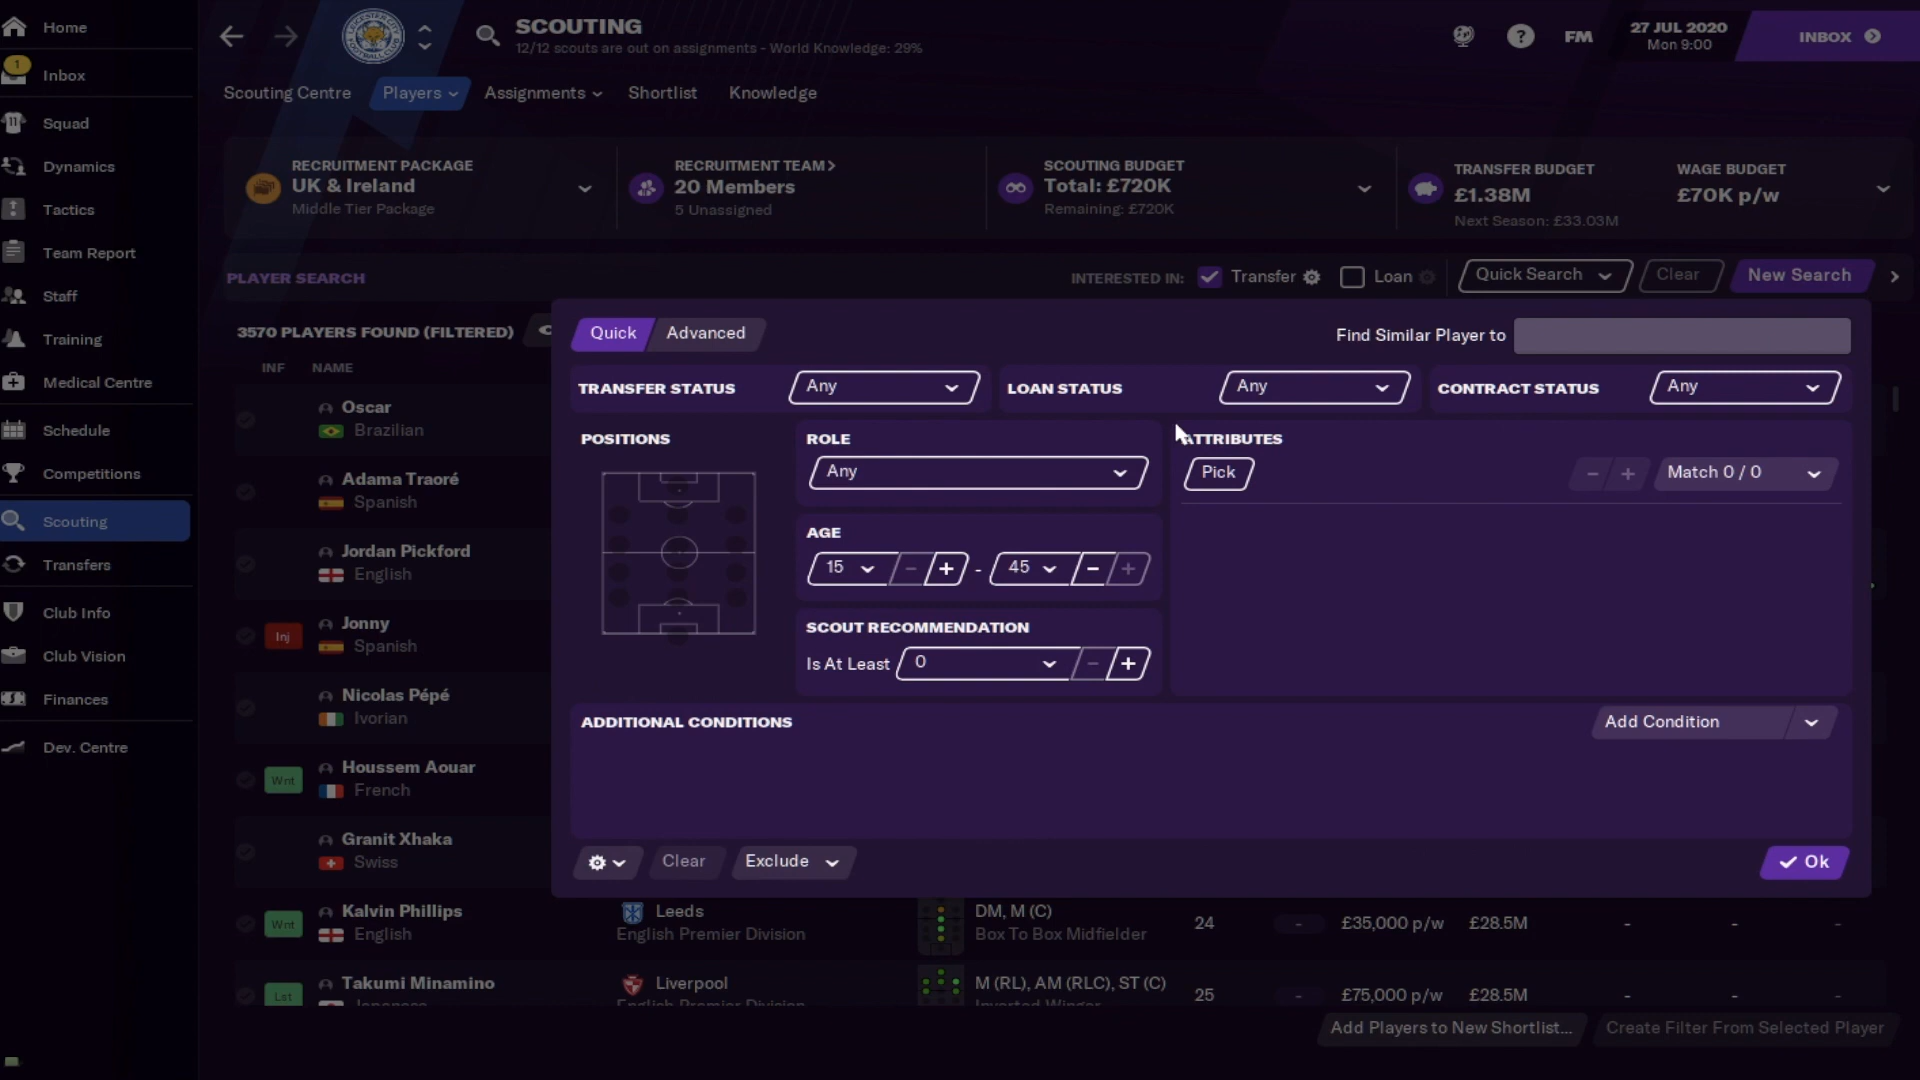 Home
1
Inbox
Squad
Dynamics
Tactics
Team Report
Staff
Training
Medical Centre
Schedule
Competitions
Scouting
Transfers
Club Info
Club Vision
Finances
Dev. Centre
SCOUTING
12/12 scouts are out on assignments - World Knowledge: 29%
FM
27 JUL 2020
Mon 9:00
INBOX
Scouting Centre Players Assignments Shortlist Knowledge
RECRUITMENT PACKAGE
UK & Ireland
Middle Tier Package
RECRUITMENT TEAM>
20 Members
5 Unassigned
SCOUTING BUDGET
Total: £720K
Remaining: £720K
TRANSFER BUDGET
£1.38M
Next Season: £33.03M
WAGE BUDGET
£70K p/w
PLAYER SEARCH
INTERESTED IN: Transfer Loan Quick Search Clear New Search
3570 PLAYERS FOUND (FILTERED)
INF NAME
Oscar
Brazilian
Adama Traoré
Spanish
Jordan Pickford
English
Inj Jonny
Spanish
Nicolas Pépé
Ivorian
Wnt Houssem Aouar
French
Granit Xhaka
Swiss
Quick Advanced
Find Similar Player to
TRANSFER STATUS Any
LOAN STATUS Any
CONTRACT STATUS Any
POSITIONS
ROLE
Any
AGE
15 - + - 45 - +
SCOUT RECOMMENDATION
Is At Least 0 - +
ATTRIBUTES
Pick - + Match 0 / 0
ADDITIONAL CONDITIONS
Add Condition
Clear Exclude Ok
Wnt Kalvin Phillips Leeds DM, M (C) 24 - £35,000 p/w £28.5M - - -
English English Premier Division Box To Box Midfielder
Lst Takumi Minamino Liverpool M (RL), AM (RLC), ST (C) 25 - £75,000 p/w £28.5M - - -
Japanese English Premier Division Inverted Winger
Add Players to New Shortlist... Create Filter From Selected Player